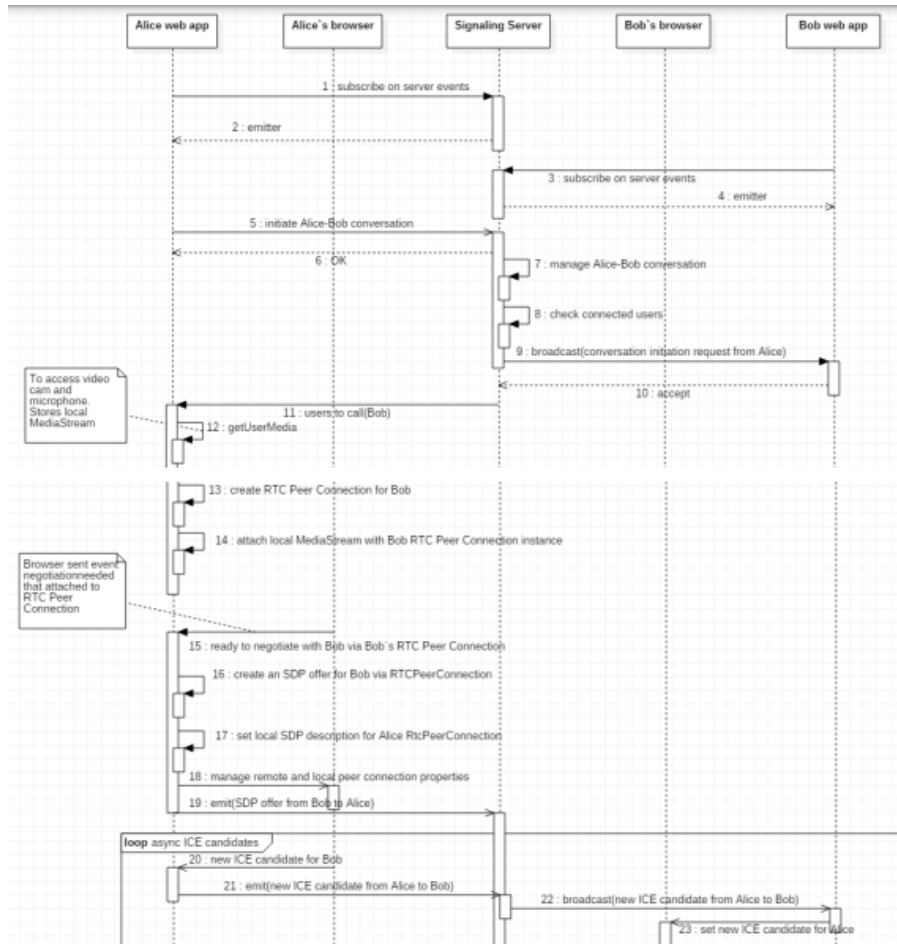 Alice web app
Alice`s browser
Signaling Server
Bob`s browser
Bob web app
1 : subscribe on server events
2 : emitter
3 : subscribe on server events
4 : emitter
5 : initiate Alice-Bob conversation
6 : OK
7 : manage Alice-Bob conversation
8 : check connected users
9 : broadcast(conversation initiation request from Alice)
To access video
cam and
microphone.
Stores local
MediaStream
10 : accept
11 : users to call(Bob)
12 : getUserMedia
13 : create RTC Peer Connection for Bob
14 : attach local MediaStream with Bob RTC Peer Connection instance
Browser sent event
negotiationneeded
that attached to
RTC Peer
Connection
15 : ready to negotiate with Bob via Bob`s RTC Peer Connection
16 : create an SDP offer for Bob via RTCPeerConnection
17 : set local SDP description for Alice RtcPeerConnection
18 : manage remote and local peer connection properties
19 : emit(SDP offer from Bob to Alice)
loop async ICE candidates
20 : new ICE candidate for Bob
21 : emit(new ICE candidate from Alice to Bob)
22 : broadcast(new ICE candidate from Alice to Bob)
23 : set new ICE candidate for Alice